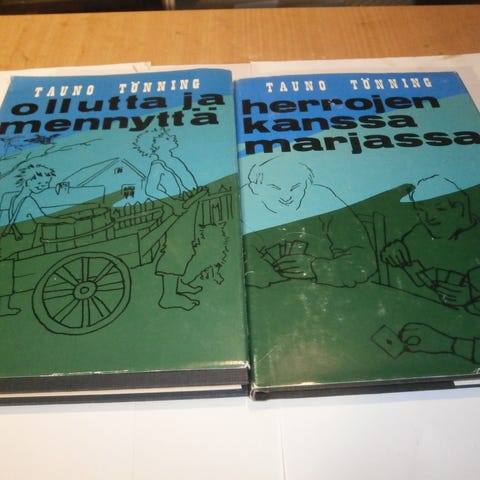 TAUNO TÖNNING
ollutta ja
mennyttä
TAUNO TÖNNING
herrojen
kanssa
marjassa